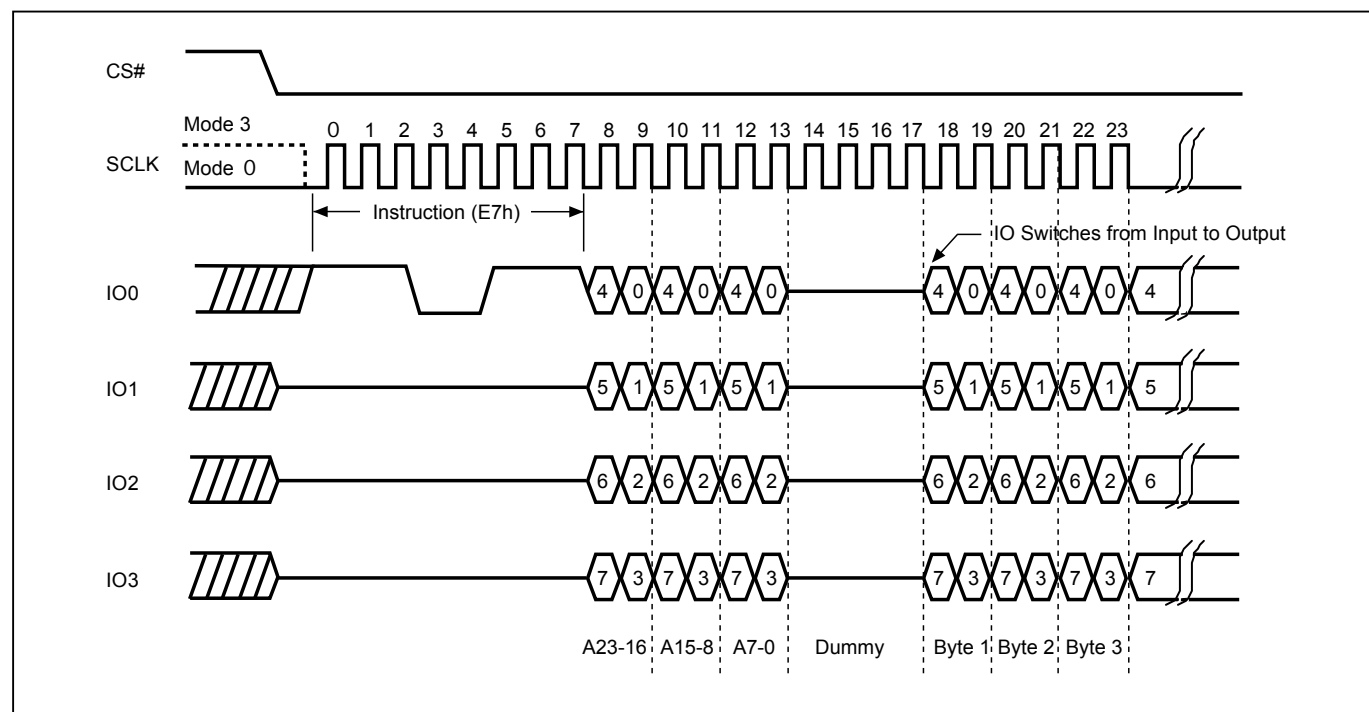 CS#
Mode 3
0 1 2 3 4 5 6 7 8 9 10 11 12 13 14 15 16 17 18 19 20 21 22 23
SCLK
Mode 0
Instruction (E7h)
IO Switches from Input to Output
IO0 4 0 4 0 4 0 4 0 4 0 4 0 4
IO1 5 1 5 1 5 1 5 1 5 1 5 1 5
IO2 6 2 6 2 6 2 6 2 6 2 6 2 6
IO3 7 3 7 3 7 3 7 3 7 3 7 3 7
A23-16 A15-8 A7-0 Dummy Byte 1 Byte 2 Byte 3